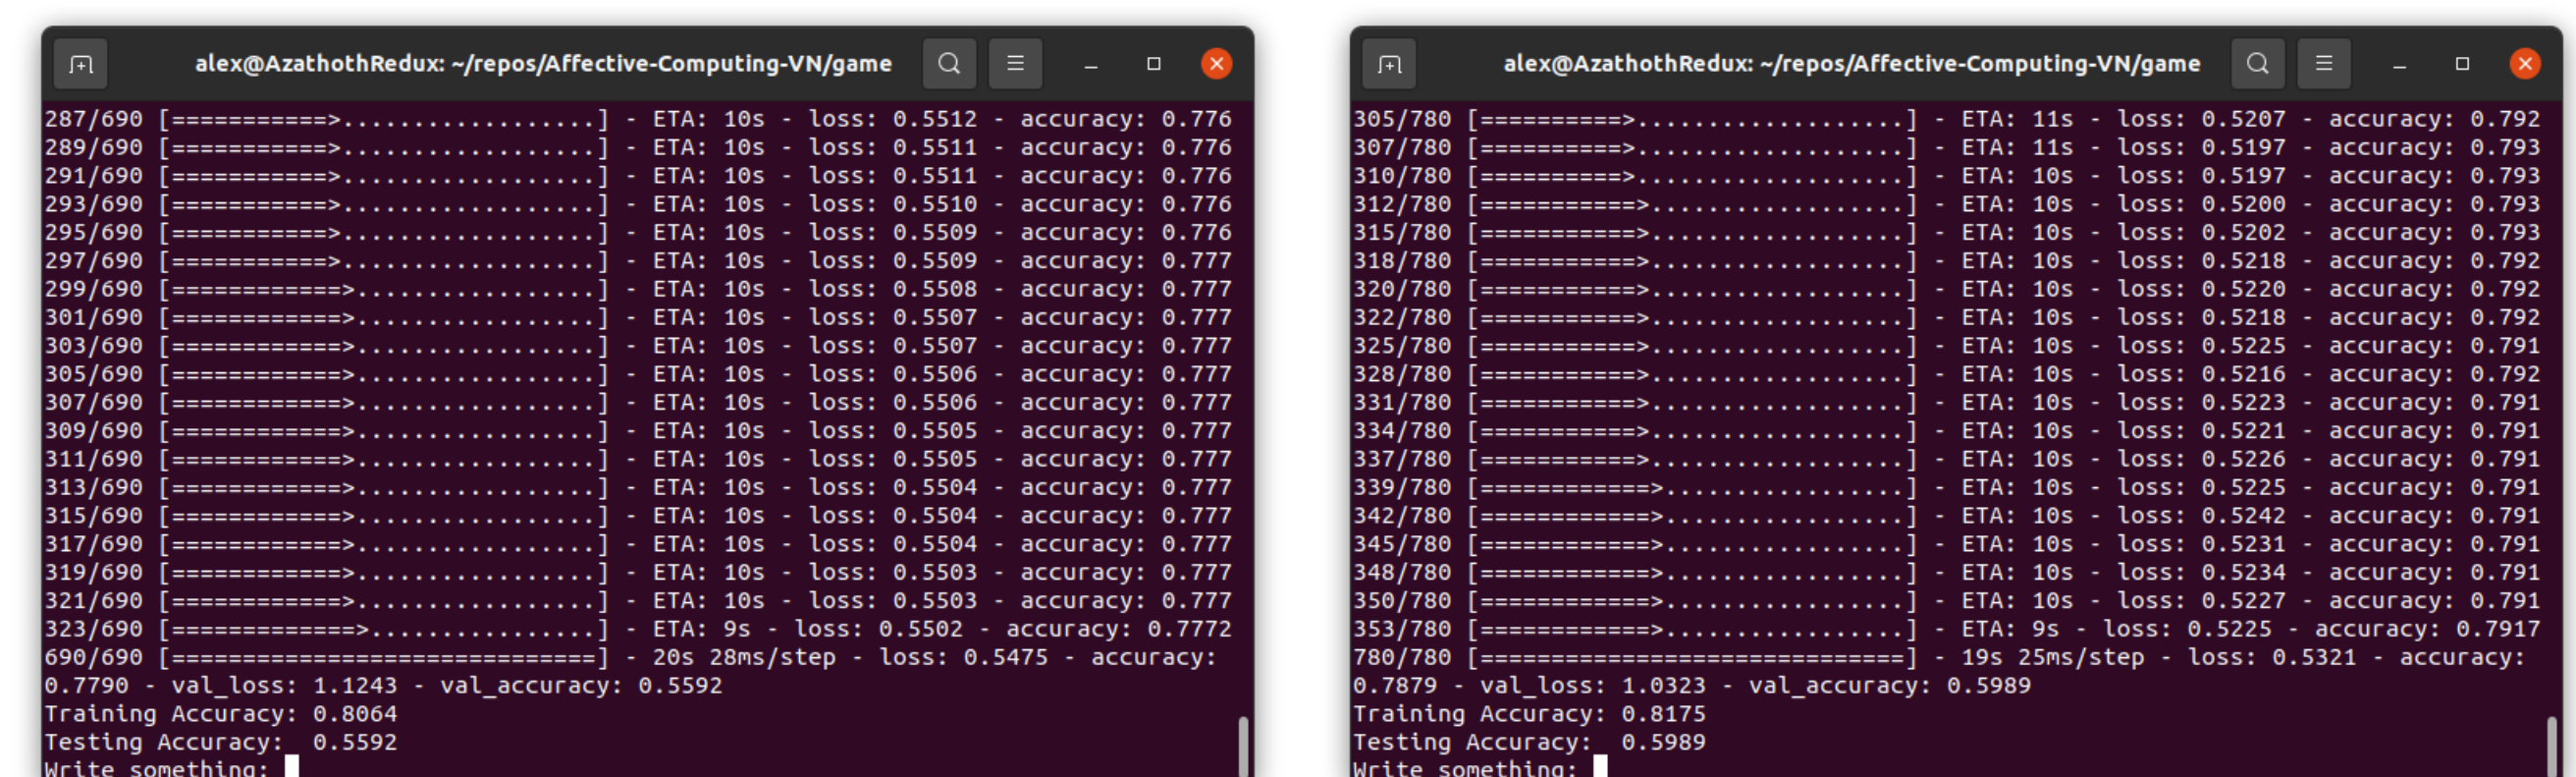 alex@AzathothRedux: ~/repos/Affective-Computing-VN/game
287/690 [===========>..................] - ETA: 10s - loss: 0.5512 - accuracy: 0.776
289/690 [===========>..................] - ETA: 10s - loss: 0.5511 - accuracy: 0.776
291/690 [===========>..................] - ETA: 10s - loss: 0.5511 - accuracy: 0.776
293/690 [===========>..................] - ETA: 10s - loss: 0.5510 - accuracy: 0.776
295/690 [===========>..................] - ETA: 10s - loss: 0.5509 - accuracy: 0.776
297/690 [===========>..................] - ETA: 10s - loss: 0.5509 - accuracy: 0.777
299/690 [============>.................] - ETA: 10s - loss: 0.5508 - accuracy: 0.777
301/690 [============>.................] - ETA: 10s - loss: 0.5507 - accuracy: 0.777
303/690 [============>.................] - ETA: 10s - loss: 0.5507 - accuracy: 0.777
305/690 [============>.................] - ETA: 10s - loss: 0.5506 - accuracy: 0.777
307/690 [============>.................] - ETA: 10s - loss: 0.5506 - accuracy: 0.777
309/690 [============>.................] - ETA: 10s - loss: 0.5505 - accuracy: 0.777
311/690 [============>.................] - ETA: 10s - loss: 0.5505 - accuracy: 0.777
313/690 [============>.................] - ETA: 10s - loss: 0.5504 - accuracy: 0.777
315/690 [============>.................] - ETA: 10s - loss: 0.5504 - accuracy: 0.777
317/690 [============>.................] - ETA: 10s - loss: 0.5504 - accuracy: 0.777
319/690 [============>.................] - ETA: 10s - loss: 0.5503 - accuracy: 0.777
321/690 [============>.................] - ETA: 10s - loss: 0.5503 - accuracy: 0.777
323/690 [=============>................] - ETA: 9s - loss: 0.5502 - accuracy: 0.7772
690/690 [==============================] - 20s 28ms/step - loss: 0.5475 - accuracy:
0.7790 - val_loss: 1.1243 - val_accuracy: 0.5592
Training Accuracy: 0.8064
Testing Accuracy:  0.5592
Write something:
alex@AzathothRedux: ~/repos/Affective-Computing-VN/game
305/780 [==========>...................] - ETA: 11s - loss: 0.5207 - accuracy: 0.792
307/780 [==========>...................] - ETA: 11s - loss: 0.5197 - accuracy: 0.793
310/780 [==========>...................] - ETA: 10s - loss: 0.5197 - accuracy: 0.793
312/780 [===========>..................] - ETA: 10s - loss: 0.5200 - accuracy: 0.793
315/780 [===========>..................] - ETA: 10s - loss: 0.5202 - accuracy: 0.793
318/780 [===========>..................] - ETA: 10s - loss: 0.5218 - accuracy: 0.792
320/780 [===========>..................] - ETA: 10s - loss: 0.5220 - accuracy: 0.792
322/780 [===========>..................] - ETA: 10s - loss: 0.5218 - accuracy: 0.792
325/780 [===========>..................] - ETA: 10s - loss: 0.5225 - accuracy: 0.791
328/780 [===========>..................] - ETA: 10s - loss: 0.5216 - accuracy: 0.792
331/780 [===========>..................] - ETA: 10s - loss: 0.5223 - accuracy: 0.791
334/780 [===========>..................] - ETA: 10s - loss: 0.5221 - accuracy: 0.791
337/780 [===========>..................] - ETA: 10s - loss: 0.5226 - accuracy: 0.791
339/780 [============>.................] - ETA: 10s - loss: 0.5225 - accuracy: 0.791
342/780 [============>.................] - ETA: 10s - loss: 0.5242 - accuracy: 0.791
345/780 [============>.................] - ETA: 10s - loss: 0.5231 - accuracy: 0.791
348/780 [============>.................] - ETA: 10s - loss: 0.5234 - accuracy: 0.791
350/780 [============>.................] - ETA: 10s - loss: 0.5227 - accuracy: 0.791
353/780 [============>.................] - ETA: 9s - loss: 0.5225 - accuracy: 0.7917
780/780 [==============================] - 19s 25ms/step - loss: 0.5321 - accuracy:
0.7879 - val_loss: 1.0323 - val_accuracy: 0.5989
Training Accuracy: 0.8175
Testing Accuracy:  0.5989
Write something: